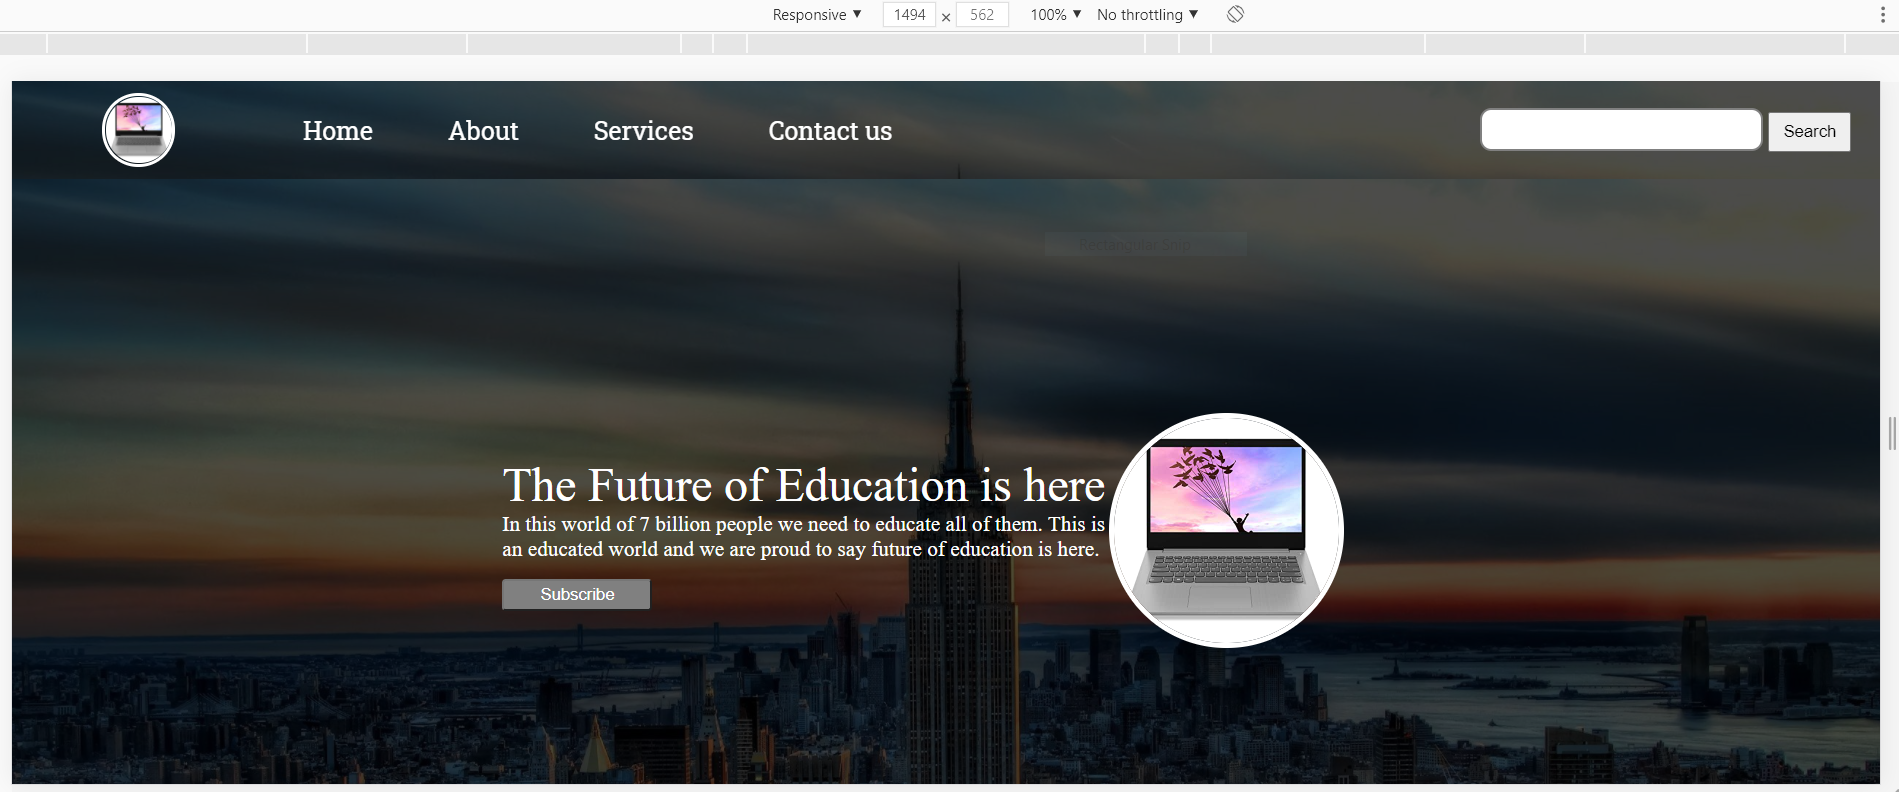 Responsive ▼ 1494 × 562 100% ▼ No throttling ▼
Home About Services Contact us Search
Rectangular Snip
The Future of Education is here
In this world of 7 billion people we need to educate all of them. This is
an educated world and we are proud to say future of education is here.
Subscribe